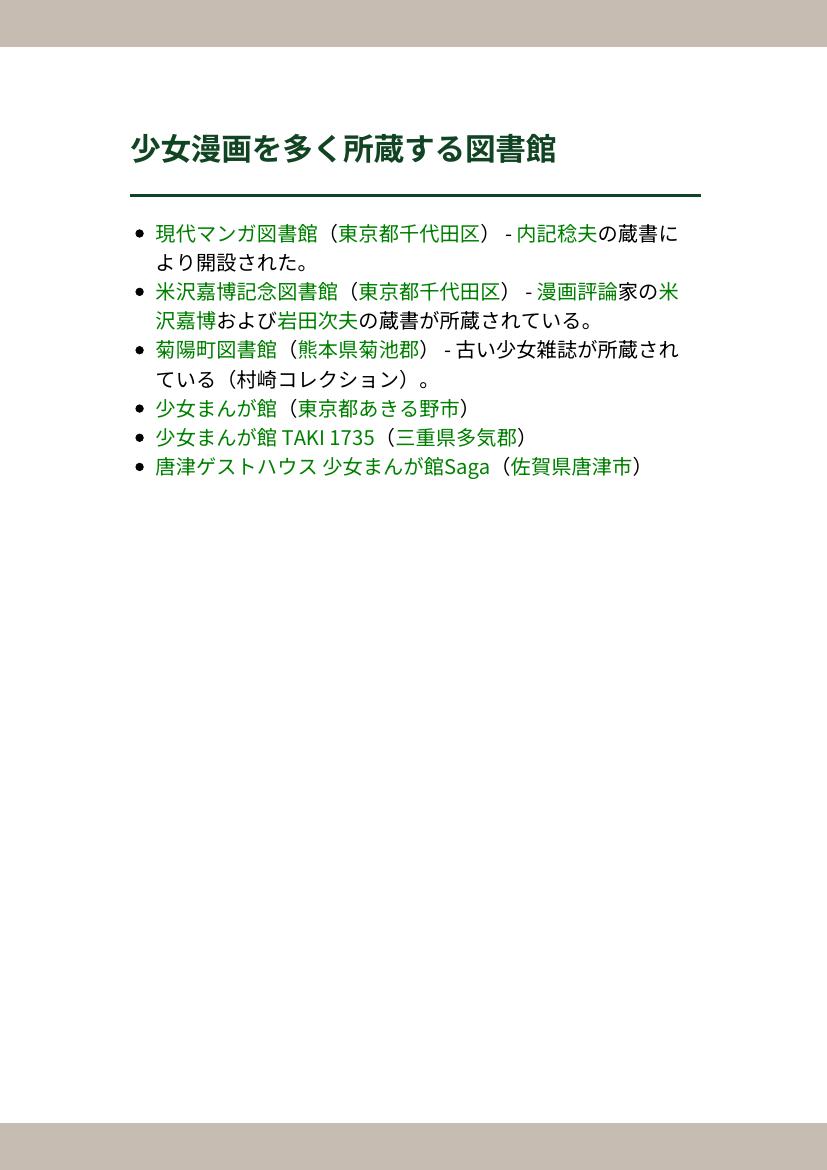 少女漫画を多く所蔵する図書館
• 現代マンガ図書館（東京都千代田区） - 内記稔夫の蔵書に
より開設された。
• 米沢嘉博記念図書館（東京都千代田区） - 漫画評論家の米
沢嘉博および岩田次夫の蔵書が所蔵されている。
• 菊陽町図書館（熊本県菊池郡） - 古い少女雑誌が所蔵され
ている（村崎コレクション）。
• 少女まんが館（東京都あきる野市）
• 少女まんが館 TAKI 1735（三重県多気郡）
• 唐津ゲストハウス 少女まんが館Saga（佐賀県唐津市）